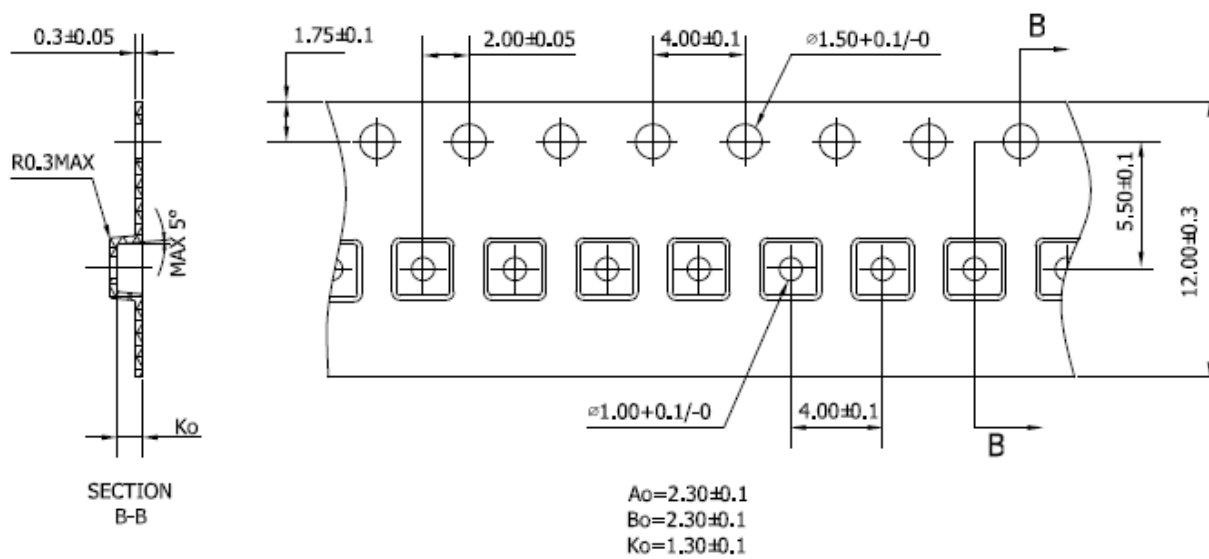 0.3±0.05
1.75±0.1
2.00±0.05
4.00±0.1
⌀1.50+0.1/-0
B
R0.3MAX
MAX 5°
5.50±0.1
12.00±0.3
Ko
⌀1.00+0.1/-0
4.00±0.1
B
SECTION
B-B
Ao=2.30±0.1
Bo=2.30±0.1
Ko=1.30±0.1